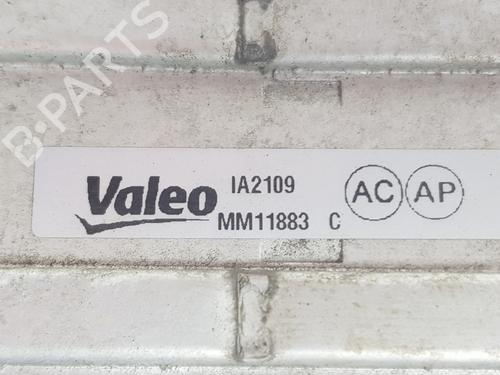 B-PARTS
Valeo
IA2109
MM11883 C
AC AP